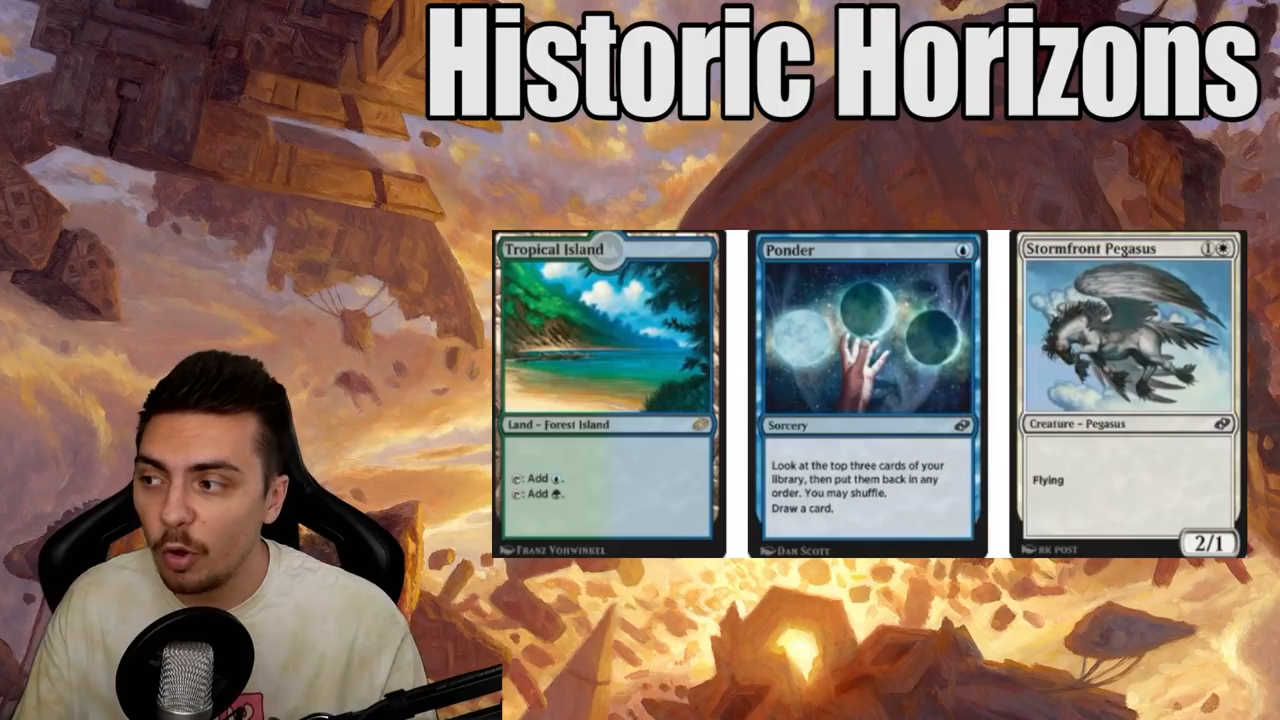 Historic Horizons
Tropical Island
Land – Forest Island
: Add .
: Add .
FRANZ VOHWINKEL
Ponder
Sorcery
Look at the top three cards of your
library, then put them back in any
order. You may shuffle.
Draw a card.
DAN SCOTT
Stormfront Pegasus 1
Creature – Pegasus
Flying
2/1
RK POST